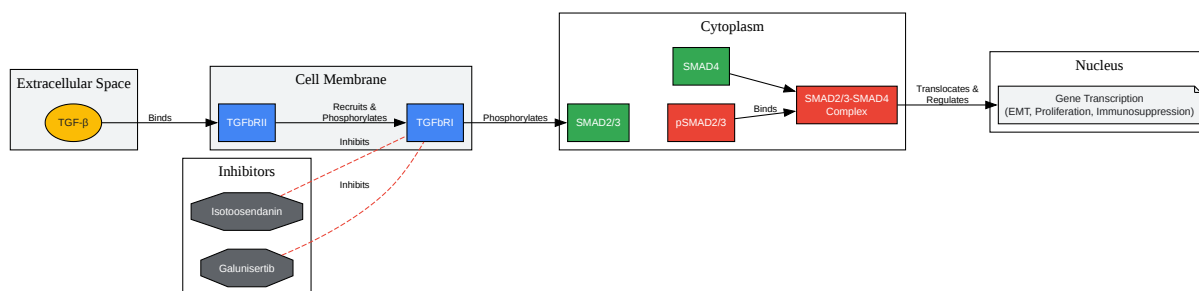 Extracellular Space
TGF-β
Binds
Cell Membrane
TGFbRII
Recruits &
Phosphorylates
TGFbRI
Inhibits
Inhibits
Inhibitors
Isotoosendanin
Galunisertib
Phosphorylates
Cytoplasm
SMAD4
SMAD2/3
pSMAD2/3
Binds
SMAD2/3-SMAD4
Complex
Translocates &
Regulates
Nucleus
Gene Transcription
(EMT, Proliferation, Immunosuppression)